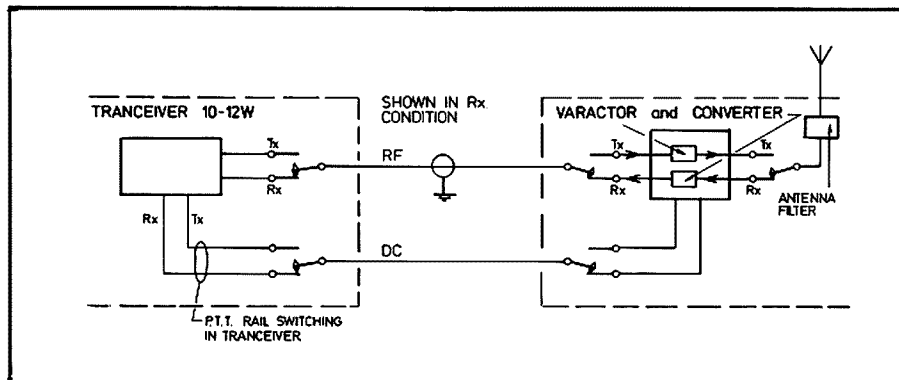 TRANCEIVER 10-12W
SHOWN IN Rx.
CONDITION
VARACTOR and CONVERTER
Tx
RF
Rx
Rx
Tx
Tx
Tx
Rx
Rx
ANTENNA
FILTER
DC
P.T.T. RAIL SWITCHING
IN TRANCEIVER